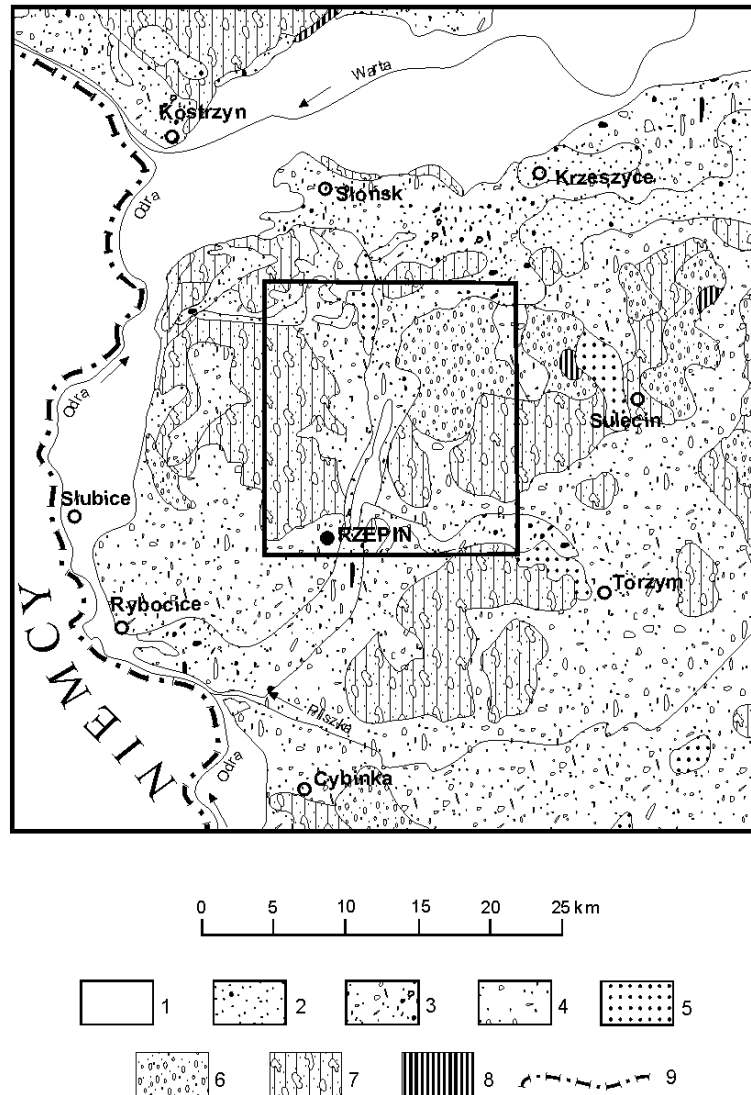 Warta
Kostrzyn
Odra
Słońsk
Krzeszyce
Odra
Sulęcin
Słubice
RZEPIN
Torzym
Rybocice
NIEMCY
Pliszka
Odra
Cybinka
0 5 10 15 20 25 km
1 2 3 4 5
6 7 8 9